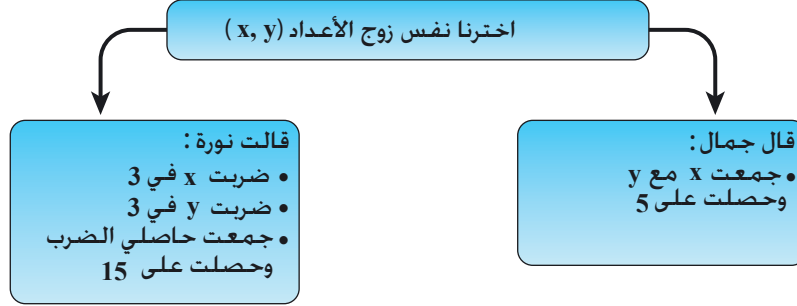 اخترنا نفس زوج الأعداد (x, y)
قال جمال:
• جمعت x مع y
وحصلت على 5
قالت نورة:
• ضربت x في 3
• ضربت y في 3
• جمعت حاصلي الضرب
وحصلت على 15